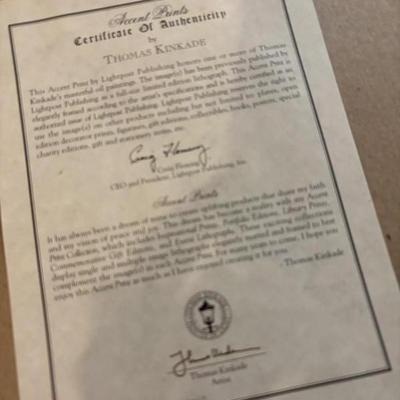 Accent Prints
Certificate Of Authenticity
by
THOMAS KINKADE
This Accent Print by Lightpost Publishing honors one or more of Thomas
Kinkade's masterful oil paintings. The image(s) has been previously published by
Lightpost Publishing as a full-size limited edition lithograph. This Accent Print is
elegantly framed according to the artist's specifications and is hereby certified as an
authorized issue of Lightpost Publishing. Lightpost Publishing reserves the right to
use the image(s) on other products including but not limited to: plates, open
edition decorator prints, figurines, gift editions, collectibles, books, posters, special
charity editions, gift and stationery items, etc.
Craig Fleming
Craig Fleming
CEO and President, Lightpost Publishing, Inc.
Accent Prints
It has always been a dream of mine to create uplifting products that share my faith
and my vision of peace and joy. This dream has become a reality with my Accent
Print Collection, which includes Inspirational Prints, Portfolio Editions, Library Prints,
Commemorative Gift Editions, and Event Lithographs. These exciting collections
display single and multiple image lithographs elegantly matted and framed to best
complement the image(s) in each Accent Print. For many years to come, I hope you
enjoy this Accent Print as much as I have enjoyed creating it for you.
- Thomas Kinkade
Thomas Kinkade
Artist